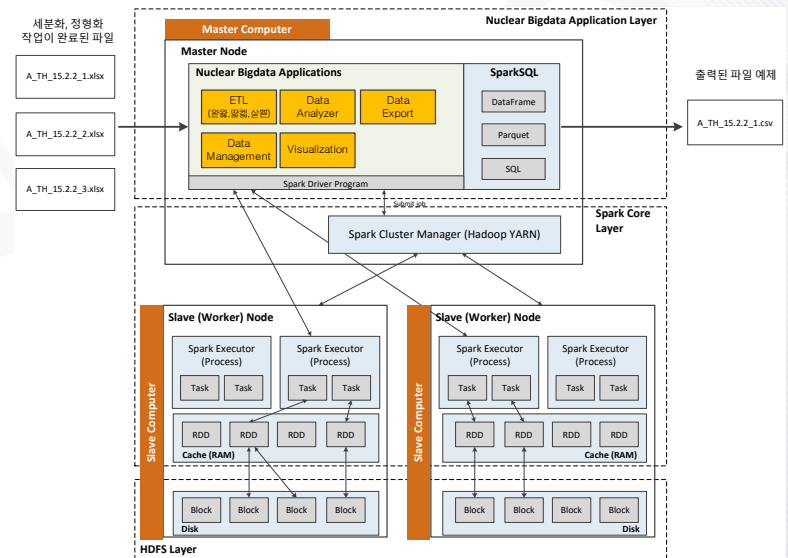 세분화, 정형화
작업이 완료된 파일
A_TH_15.2.2_1.xlsx
A_TH_15.2.2_2.xlsx
A_TH_15.2.2_3.xlsx
Nuclear Bigdata Application Layer
Master Computer
Master Node
Nuclear Bigdata Applications
ETL
Data
Analyzer
Data
Export
Data
Management
Visualization
Spark Driver Program
SparkSQL
DataFrame
Parquet
SQL
출력된 파일 예제
A_TH_15.2.2_1.csv
Submit job
Spark Cluster Manager (Hadoop YARN)
Spark Core
Layer
Slave Computer
Slave (Worker) Node
Spark Executor
(Process)
Task
Task
Spark Executor
(Process)
Task
Task
RDD
RDD
RDD
RDD
Cache (RAM)
Block
Block
Block
Block
Disk
Slave Computer
Slave (Worker) Node
Spark Executor
(Process)
Task
Task
Spark Executor
(Process)
Task
Task
RDD
RDD
RDD
RDD
Cache (RAM)
Block
Block
Block
Block
Disk
HDFS Layer